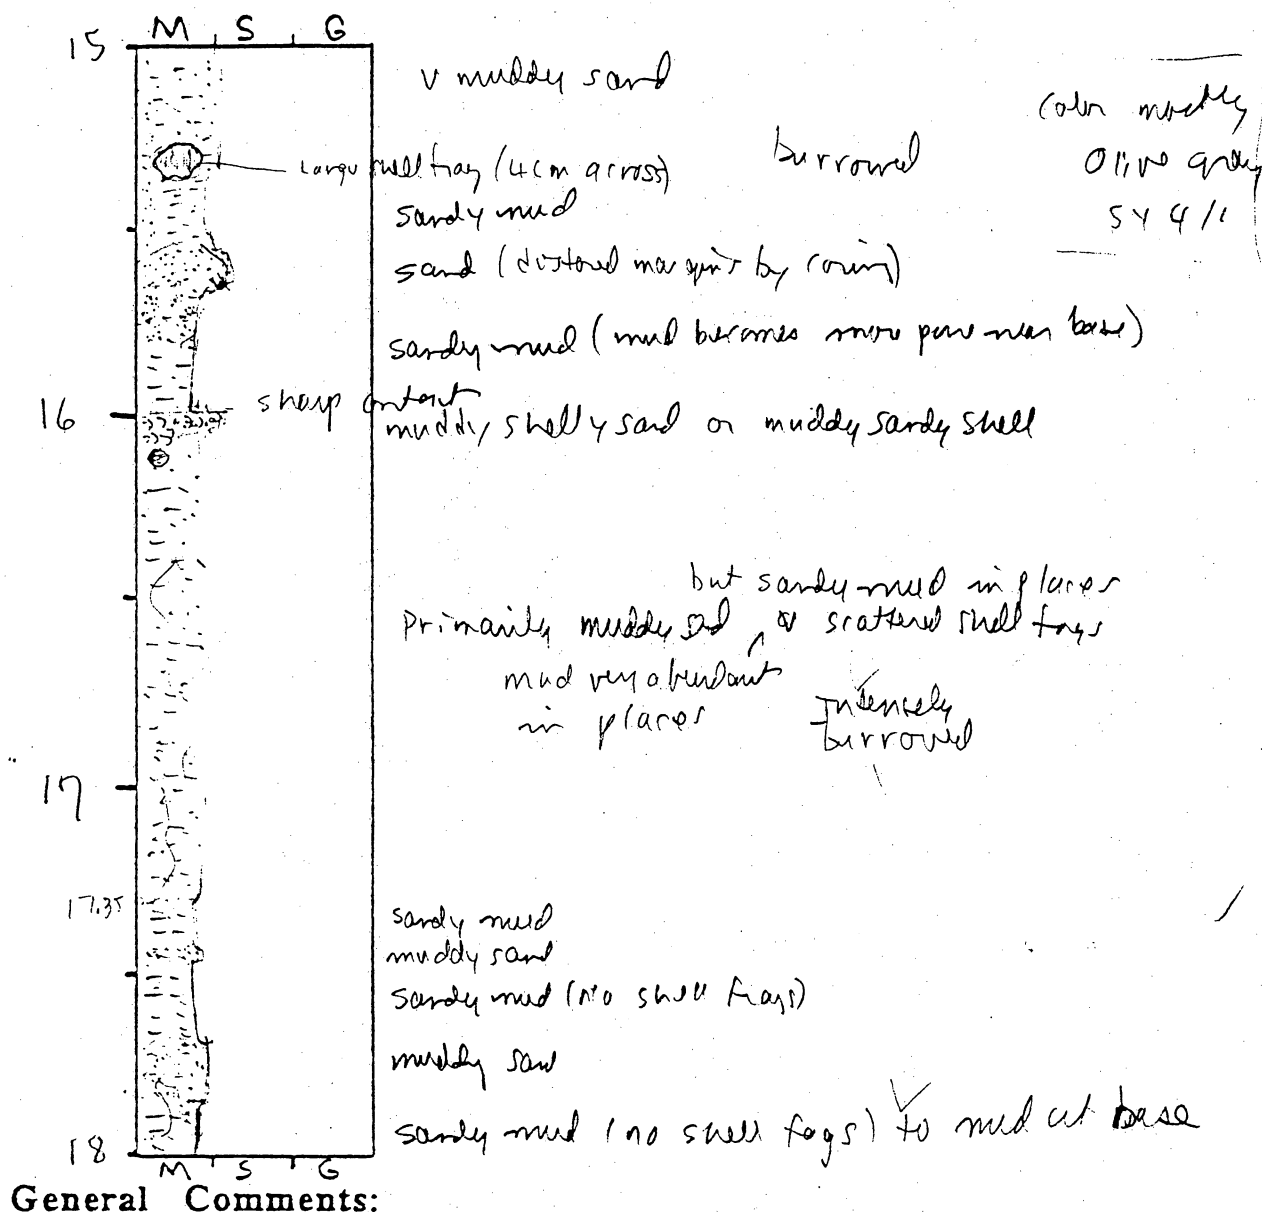 M S G
15
v muddy sand
color mostly
Olive gray
5Y 4/1
burrowed
Large shell frag (4cm across)
sandy mud
sand (distored margins by coring)
sandy mud (mud becomes more pure near base)
16
sharp contact
muddy shelly sand or muddy sandy shell
but sandy mud in places
Primarily muddy sd scattered shell frags
mud very abundant
in places
Intensely
burrowed
17
17.35
sandy mud
muddy sand
sandy mud (no shell frags)
muddy san
sandy mud (no shell fags) to mud at base
18
M S G
General Comments: